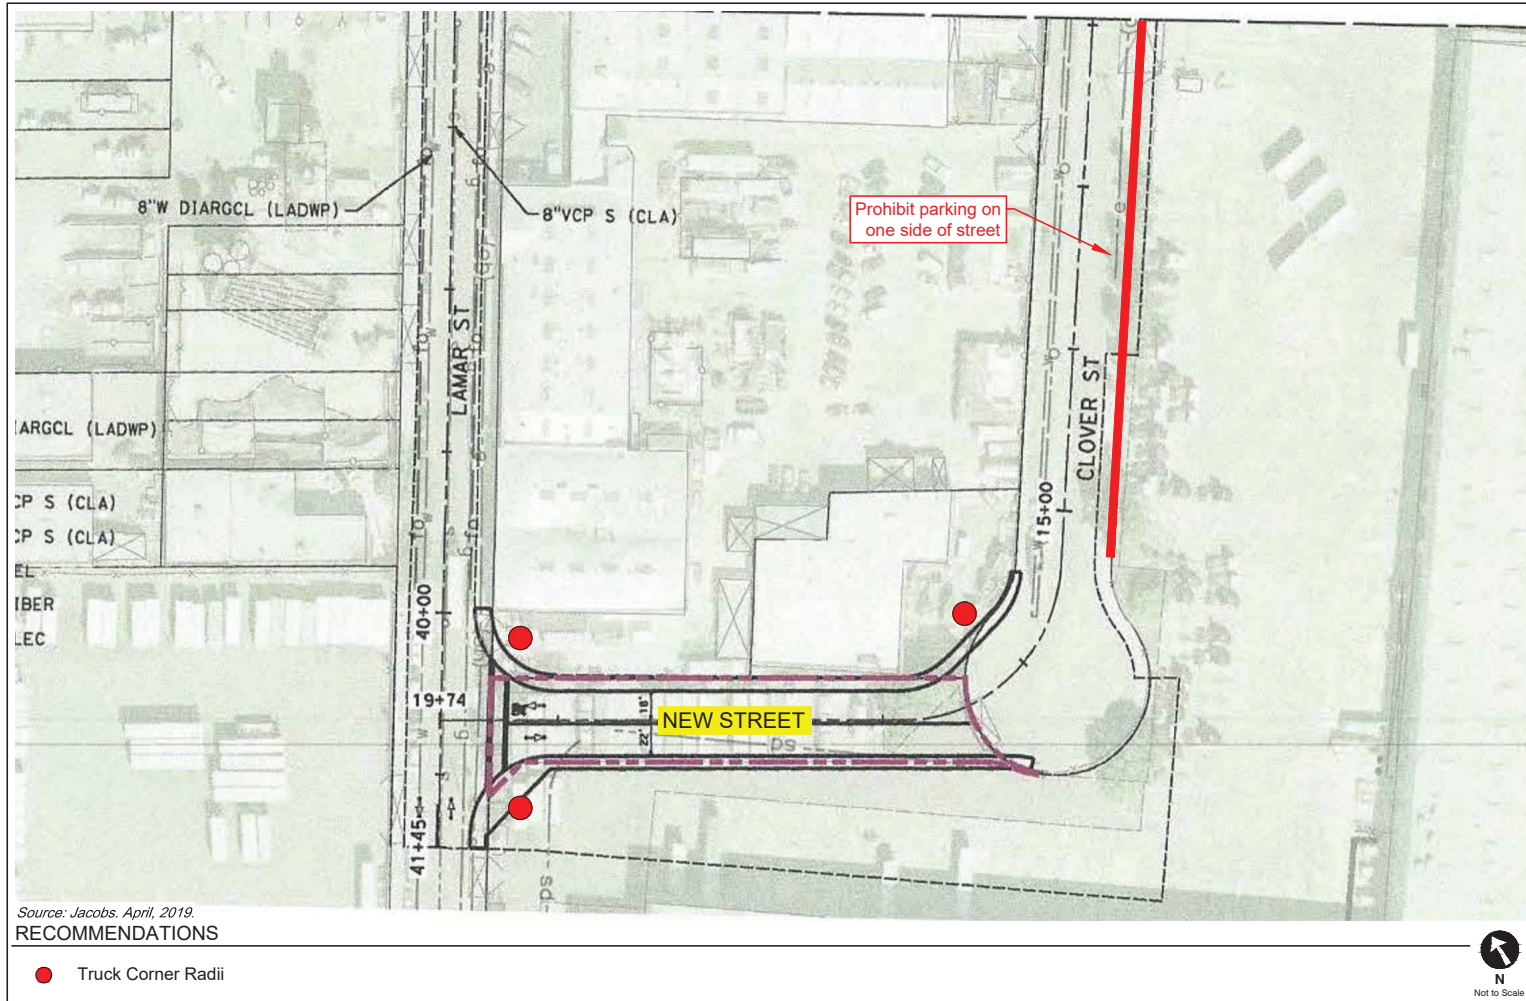 8"W DIARGCL (LADWP)
8"VCP S (CLA)
Prohibit parking on
one side of street
LAMAR ST
CLOVER ST
IARGCL (LADWP)
CP S (CLA)
CP S (CLA)
EL
IBER
LEC
15+00
40+00
19+74
18'
NEW STREET
22'
41+45
sd
sd
Source: Jacobs. April, 2019.
RECOMMENDATIONS
Truck Corner Radii
N
Not to Scale